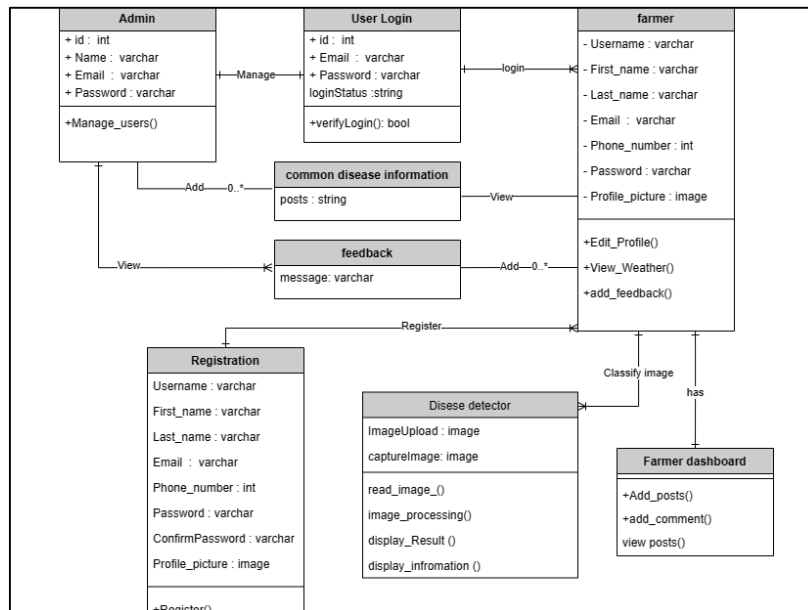 Admin
+ id : int
+ Name : varchar
+ Email : varchar
+ Password : varchar
+Manage_users()
Manage
User Login
+ id : int
+ Email : varchar
+ Password : varchar
loginStatus :string
+verifyLogin(): bool
login
farmer
- Username : varchar
- First_name : varchar
- Last_name : varchar
- Email : varchar
- Phone_number : int
- Password : varchar
- Profile_picture : image
+Edit_Profile()
+View_Weather()
+add_feedback()
Add 0..*
common disease information
posts : string
View
View
feedback
message: varchar
Add 0..*
Register
Registration
Username : varchar
First_name : varchar
Last_name : varchar
Email : varchar
Phone_number : int
Password : varchar
ConfirmPassword : varchar
Profile_picture : image
+Register()
Classify image
Disese detector
ImageUpload : image
captureImage: image
read_image_()
image_processing()
display_Result ()
display_infromation ()
has
Farmer dashboard
+Add_posts()
+add_comment()
view posts()